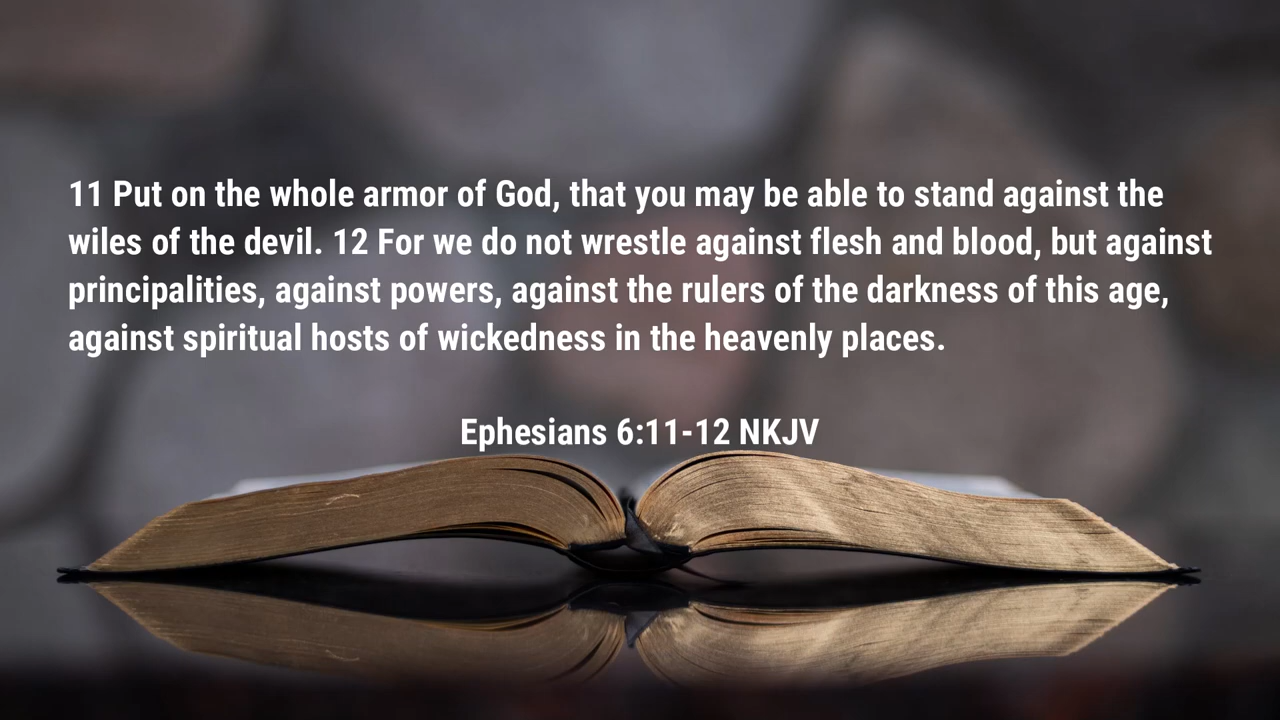 11 Put on the whole armor of God, that you may be able to stand against the
wiles of the devil. 12 For we do not wrestle against flesh and blood, but against
principalities, against powers, against the rulers of the darkness of this age,
against spiritual hosts of wickedness in the heavenly places.
Ephesians 6:11-12 NKJV